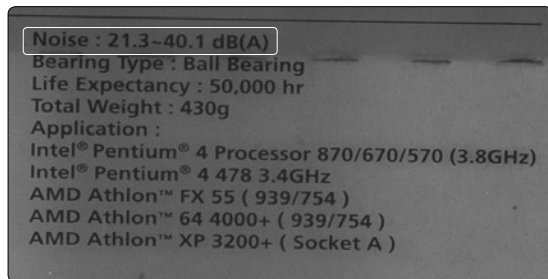 Noise : 21.3~40.1 dB(A)
Bearing Type : Ball Bearing
Life Expectancy : 50,000 hr
Total Weight : 430g
Application :
Intel® Pentium® 4 Processor 870/670/570 (3.8GHz)
Intel® Pentium® 4 478 3.4GHz
AMD Athlon™ FX 55 ( 939/754 )
AMD Athlon™ 64 4000+ ( 939/754 )
AMD Athlon™ XP 3200+ ( Socket A )